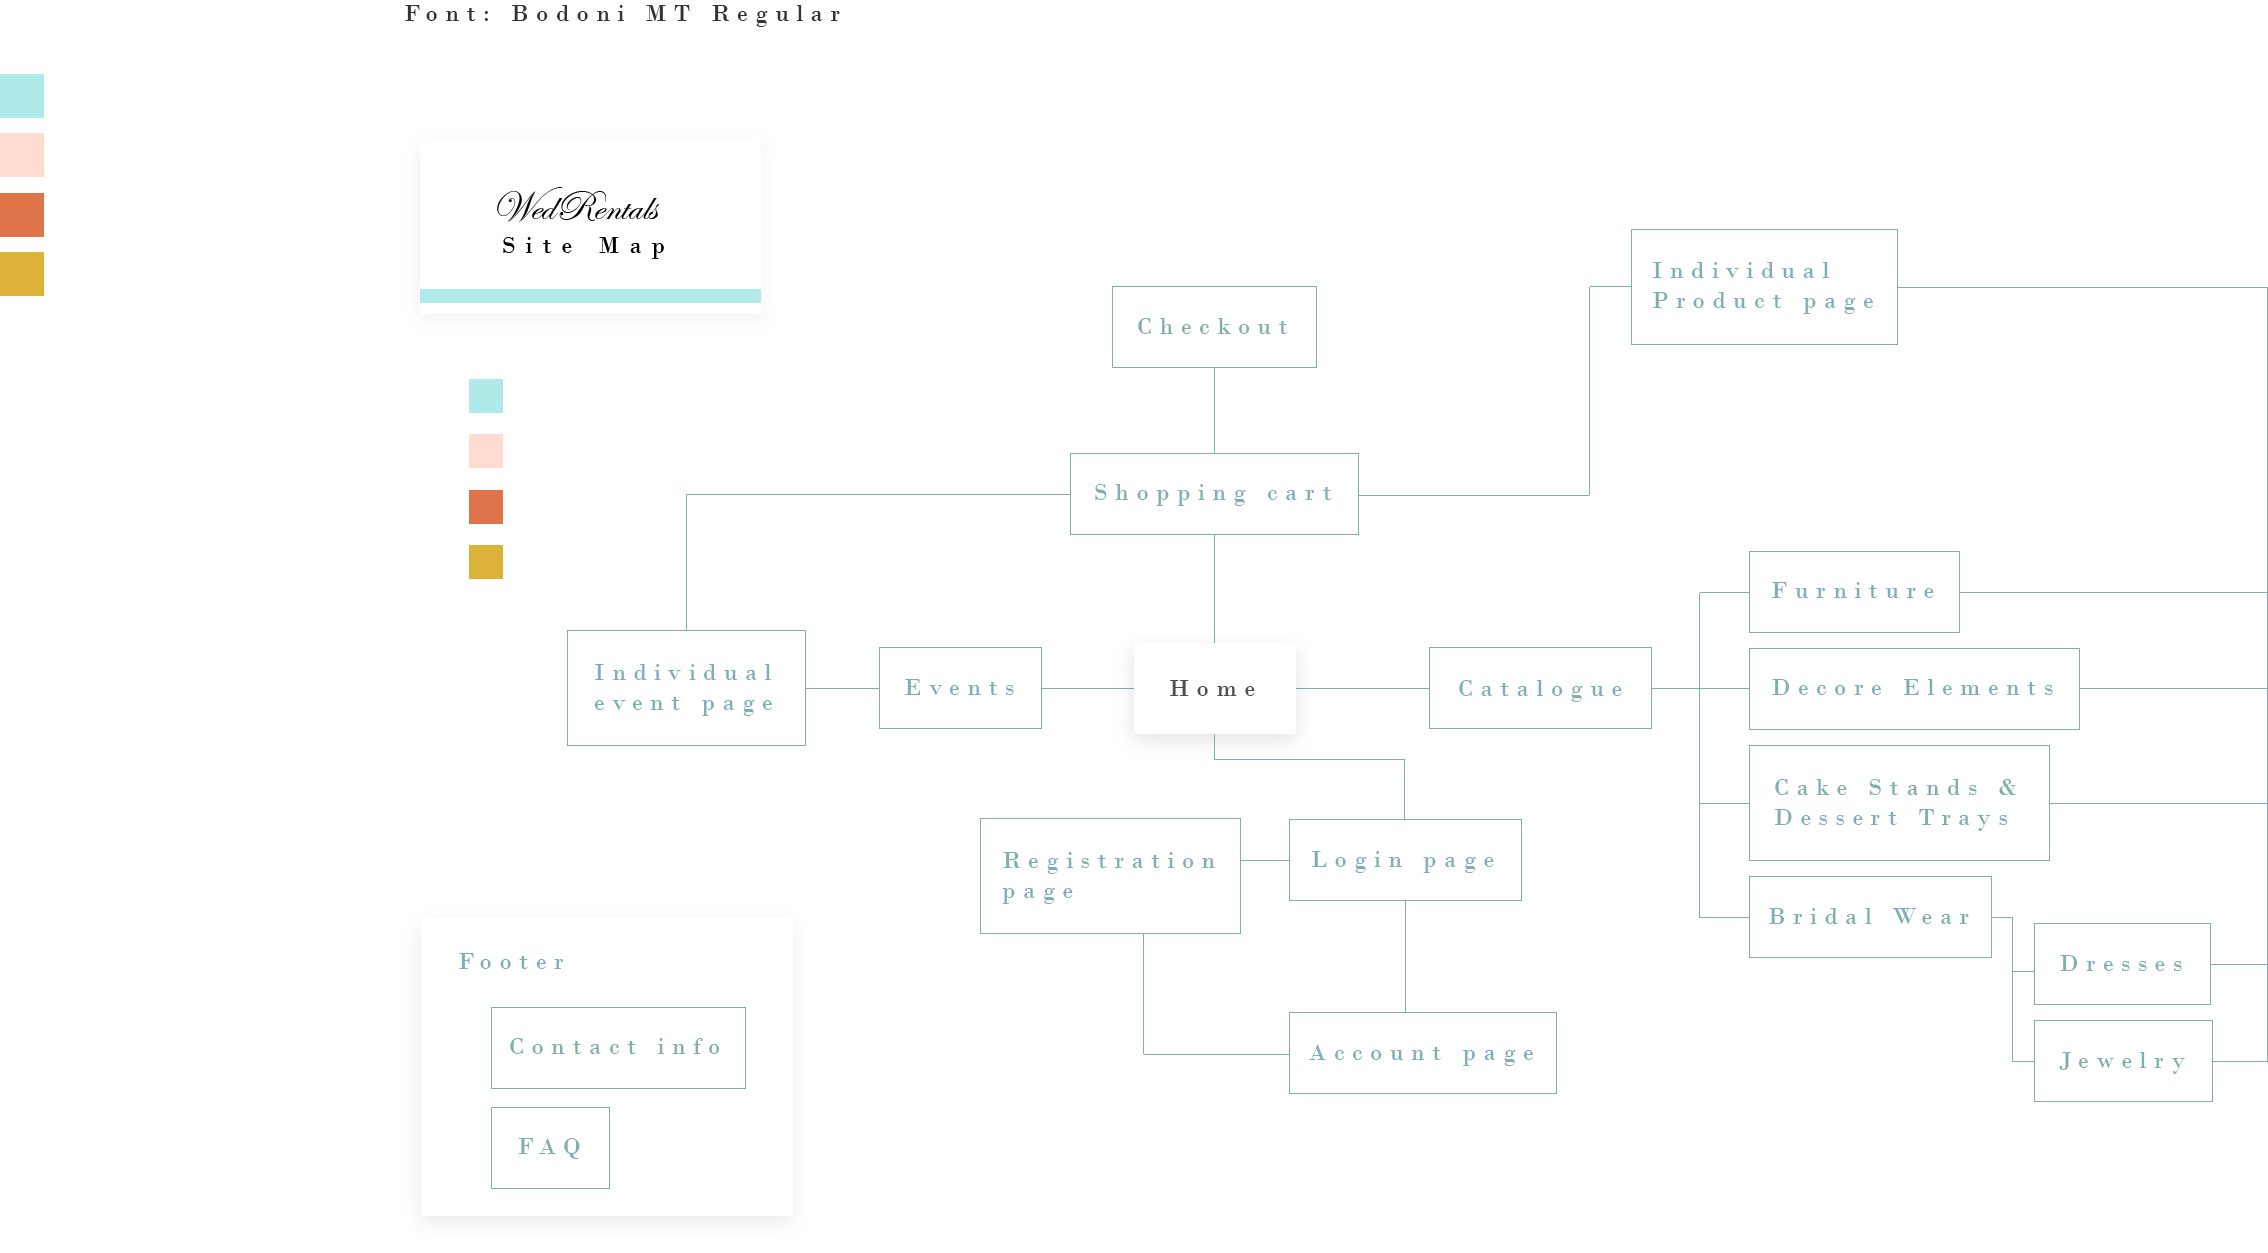 Font: Bodoni MT Regular
WedRentals
Site Map
Individual
Product page
Checkout
Shopping cart
Furniture
Individual
event page
Events
Home
Catalogue
Decore Elements
Cake Stands &
Dessert Trays
Registration
page
Login page
Bridal Wear
Dresses
Footer
Contact info
Account page
Jewelry
FAQ